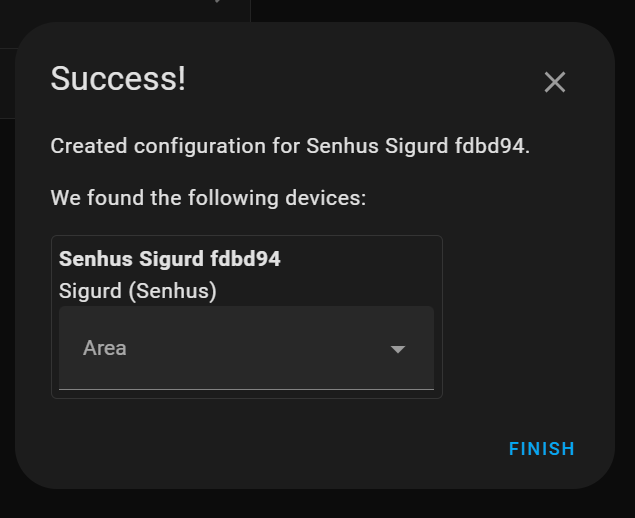 Success!
Created configuration for Senhus Sigurd fdbd94.
We found the following devices:
Senhus Sigurd fdbd94
Sigurd (Senhus)
Area
FINISH